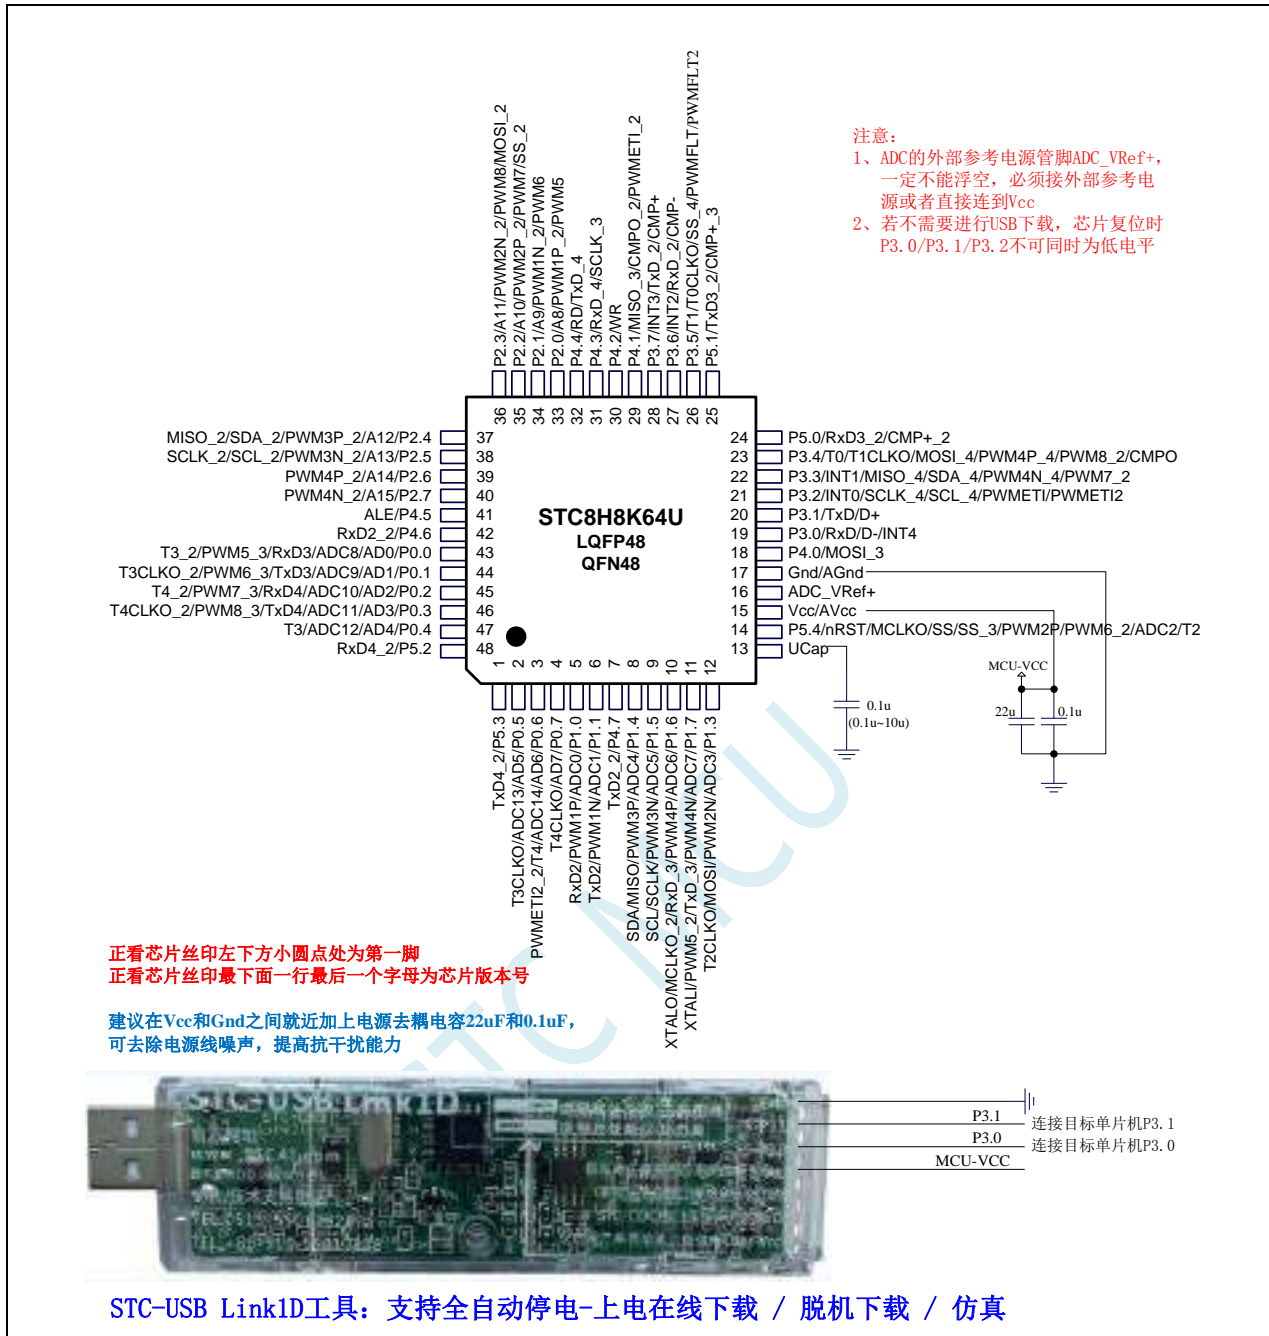 P2.3/A11/PWM2N_2/PWM8/MOSI_2
P2.2/A10/PWM2P_2/PWM7/SS_2
P2.1/A9/PWM1N_2/PWM6
P2.0/A8/PWM1P_2/PWM5
P4.4/RD/TxD_4
P4.3/RxD_4/SCLK_3
P4.2/WR
P4.1/MISO_3/CMPO_2/PWMETI_2
P3.7/INT3/TxD_2/CMP+
P3.6/INT2/RxD_2/CMP-
P3.5/T1/T0CLKO/SS_4/PWMFLT/PWMFLT2
P5.1/TxD3_2/CMP+_3
注意：
1、ADC的外部参考电源管脚ADC_VRef+，
一定不能浮空，必须接外部参考电
源或者直接连到Vcc
2、若不需要进行USB下载，芯片复位时
P3.0/P3.1/P3.2不可同时为低电平
36 35 34 33 32 31 30 29 28 27 26 25
MISO_2/SDA_2/PWM3P_2/A12/P2.4 37
SCLK_2/SCL_2/PWM3N_2/A13/P2.5 38
PWM4P_2/A14/P2.6 39
PWM4N_2/A15/P2.7 40
ALE/P4.5 41
RxD2_2/P4.6 42
T3_2/PWM5_3/RxD3/ADC8/AD0/P0.0 43
T3CLKO_2/PWM6_3/TxD3/ADC9/AD1/P0.1 44
T4_2/PWM7_3/RxD4/ADC10/AD2/P0.2 45
T4CLKO_2/PWM8_3/TxD4/ADC11/AD3/P0.3 46
T3/ADC12/AD4/P0.4 47
RxD4_2/P5.2 48
STC8H8K64U
LQFP48
QFN48
24 P5.0/RxD3_2/CMP+_2
23 P3.4/T0/T1CLKO/MOSI_4/PWM4P_4/PWM8_2/CMPO
22 P3.3/INT1/MISO_4/SDA_4/PWM4N_4/PWM7_2
21 P3.2/INT0/SCLK_4/SCL_4/PWMETI/PWMETI2
20 P3.1/TxD/D+
19 P3.0/RxD/D-/INT4
18 P4.0/MOSI_3
17 Gnd/AGnd
16 ADC_VRef+
15 Vcc/AVcc
14 P5.4/nRST/MCLKO/SS/SS_3/PWM2P/PWM6_2/ADC2/T2
13 UCap
1 2 3 4 5 6 7 8 9 10 11 12
TxD4_2/P5.3
T3CLKO/ADC13/AD5/P0.5
PWMETI2_2/T4/ADC14/AD6/P0.6
T4CLKO/AD7/P0.7
RxD2/PWM1P/ADC0/P1.0
TxD2/PWM1N/ADC1/P1.1
TxD2_2/P4.7
SDA/MISO/PWM3P/ADC4/P1.4
SCL/SCLK/PWM3N/ADC5/P1.5
XTALO/MCLKO_2/RxD_3/PWM4P/ADC6/P1.6
XTALI/PWM5_2/TxD_3/PWM4N/ADC7/P1.7
T2CLKO/MOSI/PWM2N/ADC3/P1.3
MCU-VCC
0.1u
(0.1u~10u)
22u
0.1u
STC MCU
正看芯片丝印左下方小圆点处为第一脚
正看芯片丝印最下面一行最后一个字母为芯片版本号
建议在Vcc和Gnd之间就近加上电源去耦电容22uF和0.1uF，
可去除电源线噪声，提高抗干扰能力
STC-USB Link1D
P3.1 连接目标单片机P3.1
P3.0 连接目标单片机P3.0
MCU-VCC
STC-USB Link1D工具：支持全自动停电-上电在线下载 / 脱机下载 / 仿真